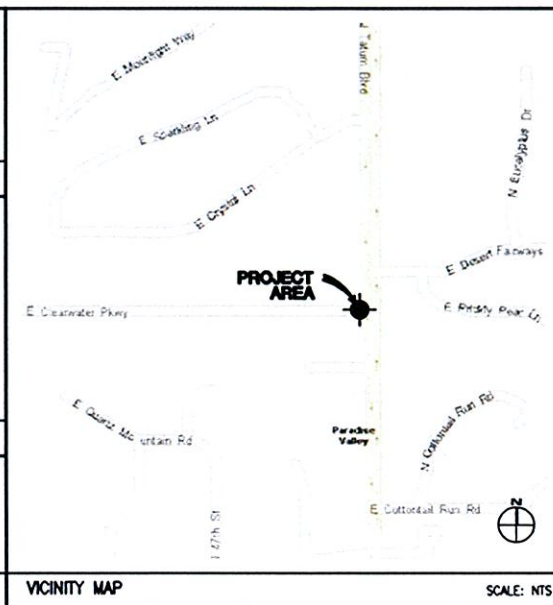 E Moonlight Way
Tatum Blvd
E Sparkling Ln
N Eucalyptus Dr
E Crystal Ln
E Desert Fairways
PROJECT
AREA
E Clearwater Pkwy
E Prickly Pear Ln
N Cottontail Run Rd
E Quartz Mountain Rd
Paradise
Valley
E Cottontail Run Rd
N
47th St
VICINITY MAP
SCALE: NTS